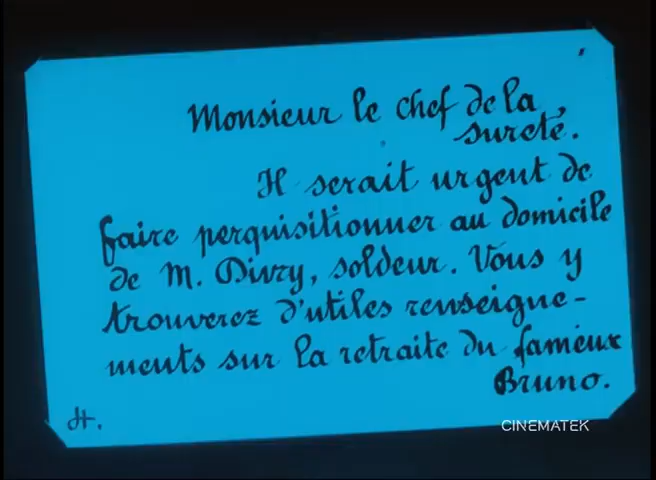 Monsieur le chef de la
sureté.
Il serait urgent de
faire perquisitionner au domicile
de M. Divry, soldeur. Vous y
trouverez d'utiles renseigne-
ments sur la retraite du fameux
Bruno.
H.
CINEMATEK